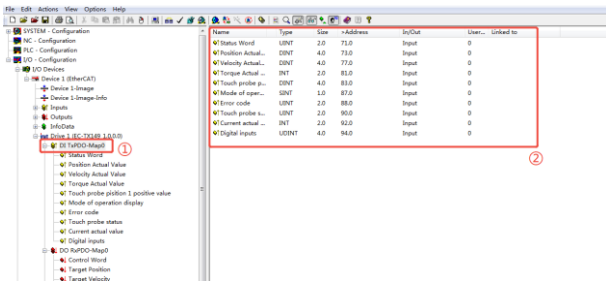 File Edit Actions View Options Help
SYSTEM - Configuration
NC - Configuration
PLC - Configuration
I/O - Configuration
I/O Devices
Device 1 (EtherCAT)
Device 1-Image
Device 1-Image-Info
Inputs
Outputs
InfoData
Drive 1 (EC-TX149 1.0.0.0)
DI TxPDO-Map0
①
Status Word
Position Actual Value
Velocity Actual Value
Torque Actual Value
Touch probe pisition 1 positive value
Mode of operation display
Error code
Touch probe status
Current actual value
Digital inputs
DO RxPDO-Map0
Control Word
Target Position
Target Velocity
Name Type Size >Address In/Out User... Linked to
Status Word UINT 2.0 71.0 Input 0
Position Actual... DINT 4.0 73.0 Input 0
Velocity Actual... DINT 4.0 77.0 Input 0
Torque Actual ... INT 2.0 81.0 Input 0
Touch probe p... DINT 4.0 83.0 Input 0
Mode of oper... SINT 1.0 87.0 Input 0
Error code UINT 2.0 88.0 Input 0
Touch probe s... UINT 2.0 90.0 Input 0
Current actual ... INT 2.0 92.0 Input 0
Digital inputs UDINT 4.0 94.0 Input 0
②